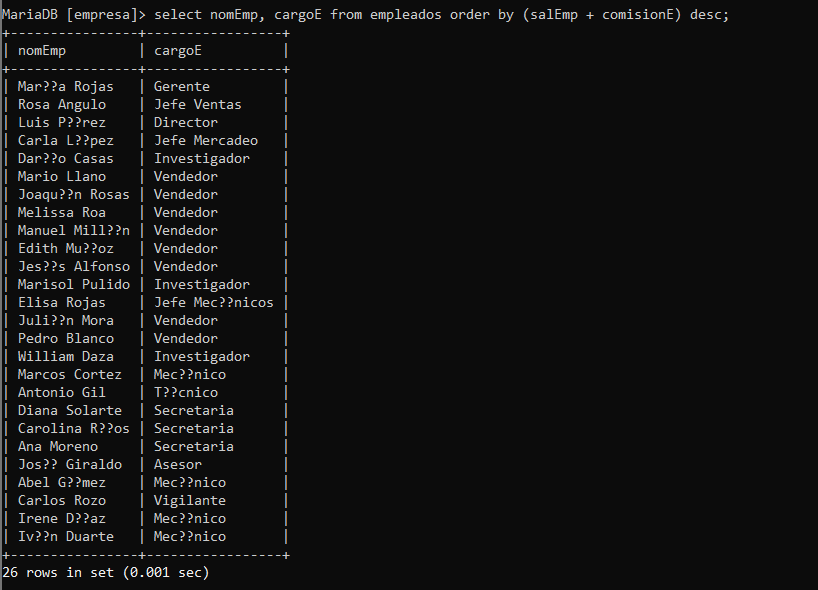 MariaDB [empresa]> select nomEmp, cargoE from empleados order by (salEmp + comisionE) desc;
+----------------+-----------------+
| nomEmp         | cargoE          |
+----------------+-----------------+
| Mar??a Rojas   | Gerente         |
| Rosa Angulo    | Jefe Ventas     |
| Luis P??rez    | Director        |
| Carla L??pez   | Jefe Mercadeo   |
| Dar??o Casas   | Investigador    |
| Mario Llano    | Vendedor        |
| Joaqu??n Rosas | Vendedor        |
| Melissa Roa    | Vendedor        |
| Manuel Mill??n | Vendedor        |
| Edith Mu??oz   | Vendedor        |
| Jes??s Alfonso | Vendedor        |
| Marisol Pulido | Investigador    |
| Elisa Rojas    | Jefe Mec??nicos |
| Juli??n Mora   | Vendedor        |
| Pedro Blanco   | Vendedor        |
| William Daza   | Investigador    |
| Marcos Cortez  | Mec??nico       |
| Antonio Gil    | T??cnico        |
| Diana Solarte  | Secretaria      |
| Carolina R??os | Secretaria      |
| Ana Moreno     | Secretaria      |
| Jos?? Giraldo  | Asesor          |
| Abel G??mez    | Mec??nico       |
| Carlos Rozo    | Vigilante       |
| Irene D??az    | Mec??nico       |
| Iv??n Duarte   | Mec??nico       |
+----------------+-----------------+
26 rows in set (0.001 sec)